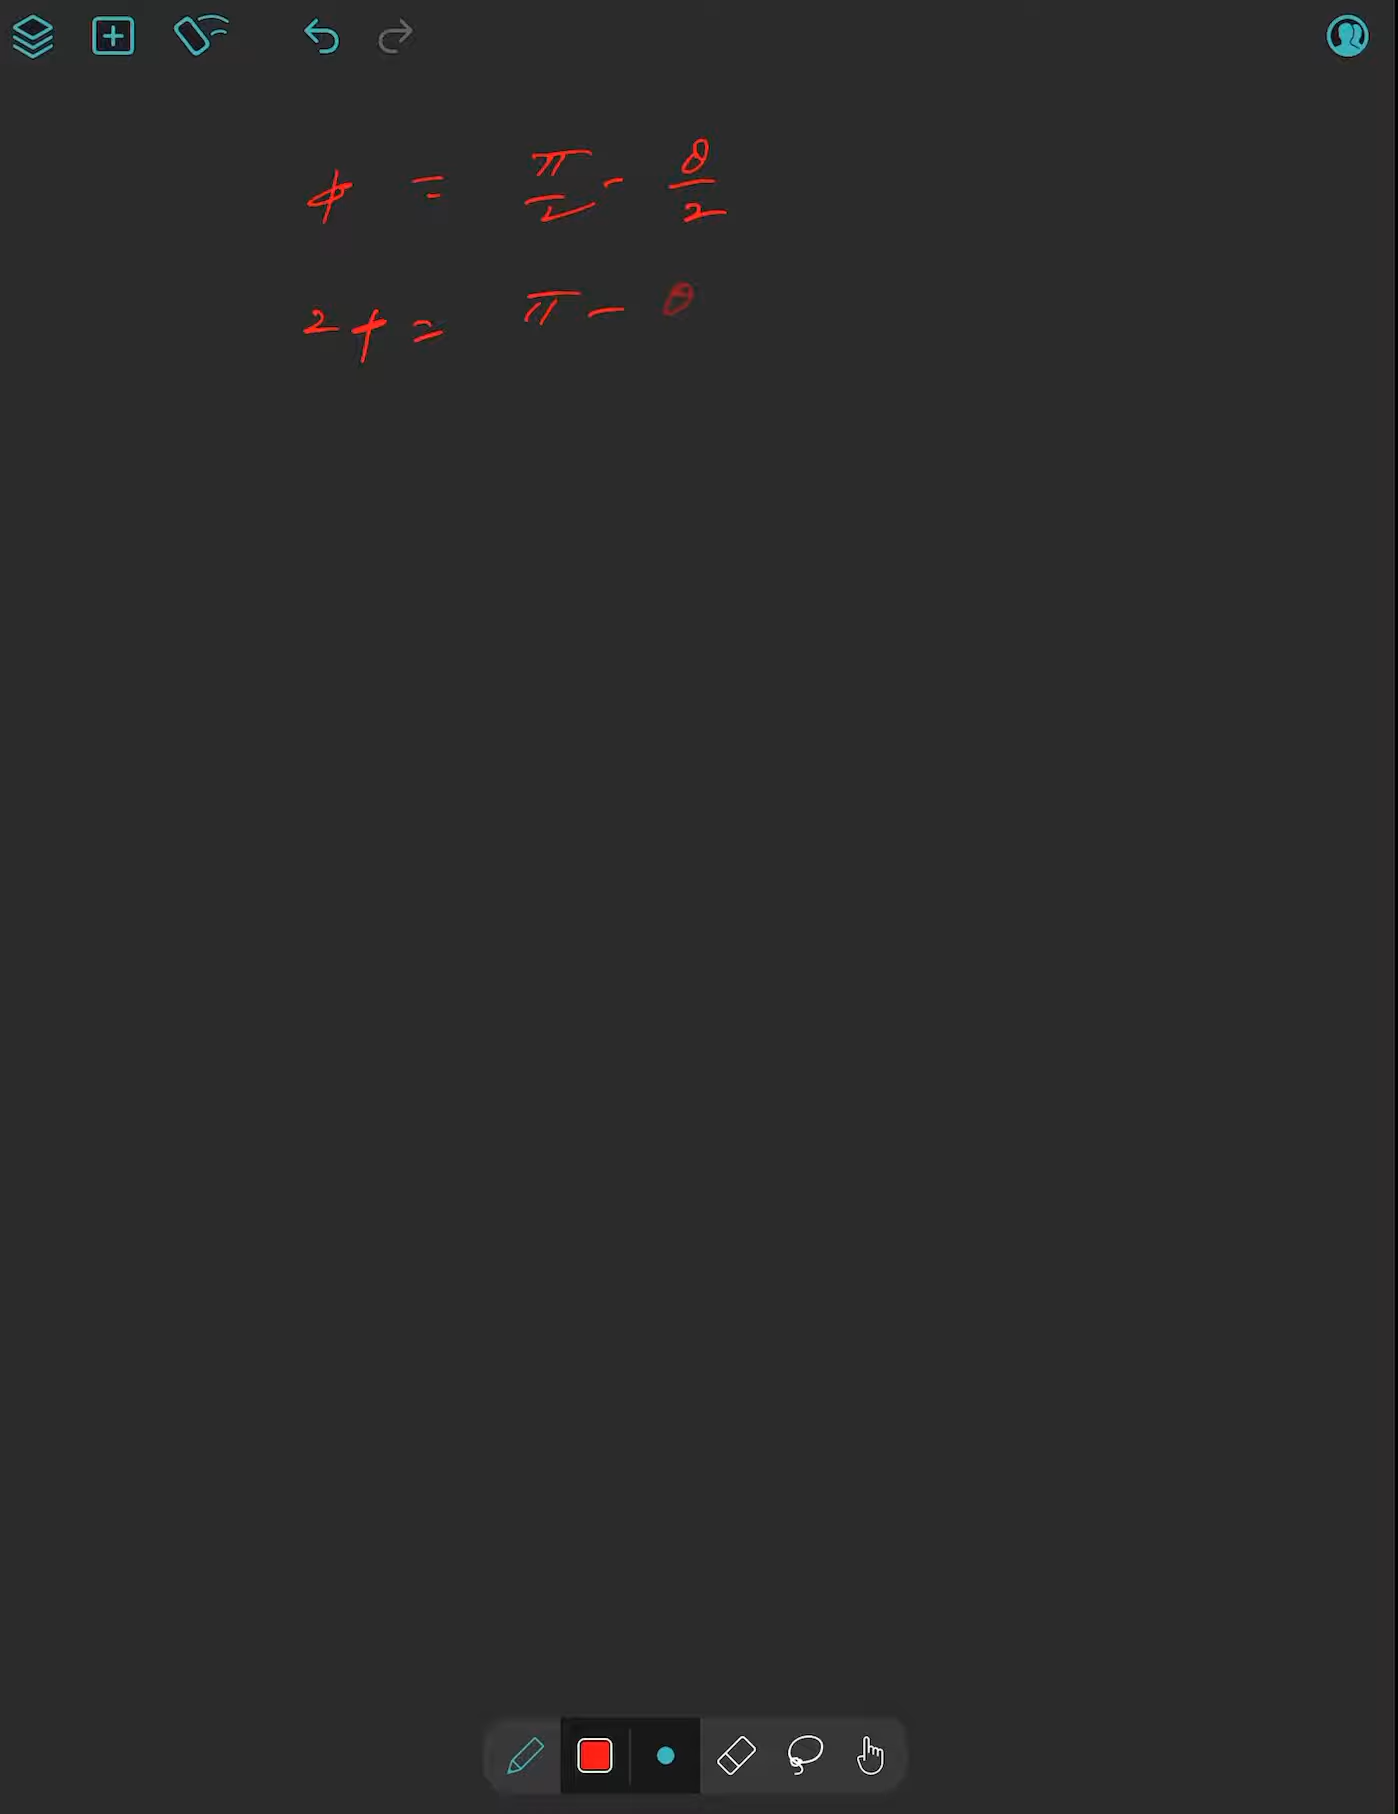 ϕ = π/2 - θ/2
2ϕ = π - θ